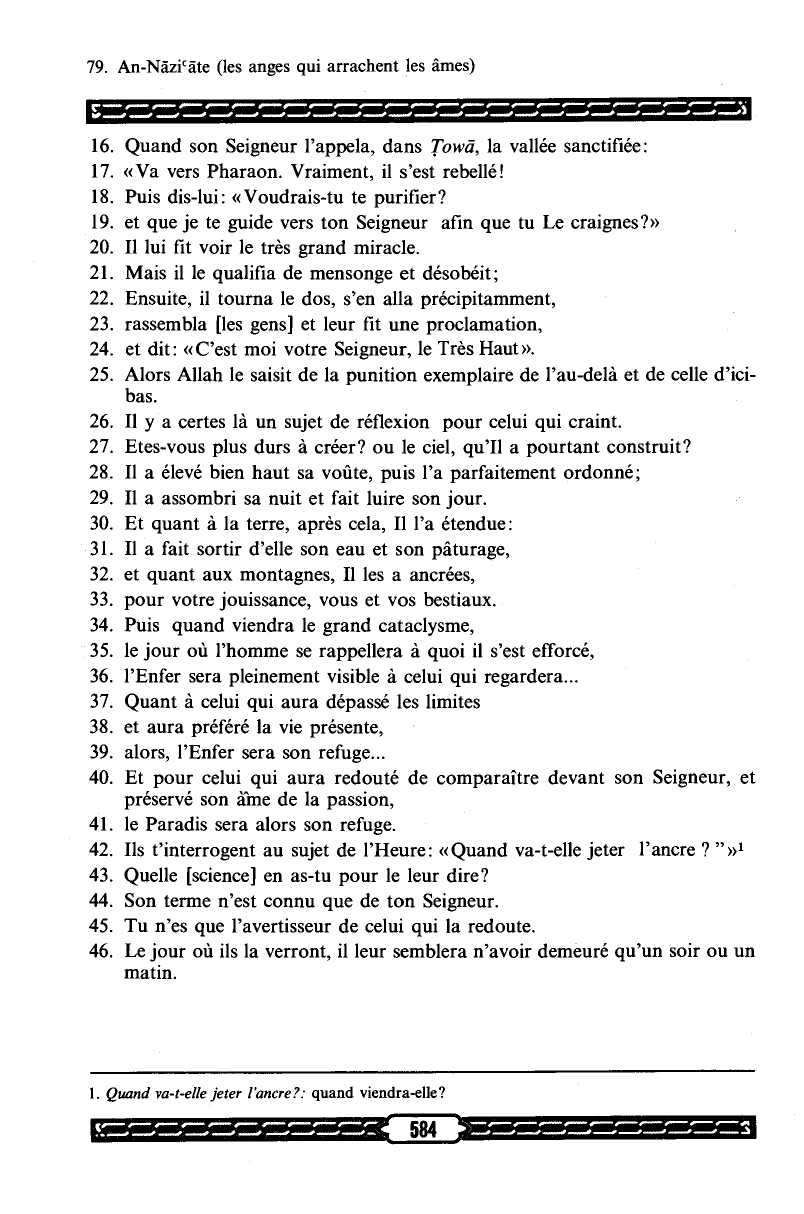 79. An-Nāziʿāte (les anges qui arrachent les âmes)
16. Quand son Seigneur l'appela, dans Ṭowā, la vallée sanctifiée:
17. «Va vers Pharaon. Vraiment, il s'est rebellé!
18. Puis dis-lui: «Voudrais-tu te purifier?
19. et que je te guide vers ton Seigneur afin que tu Le craignes?»
20. Il lui fit voir le très grand miracle.
21. Mais il le qualifia de mensonge et désobéit;
22. Ensuite, il tourna le dos, s'en alla précipitamment,
23. rassembla [les gens] et leur fit une proclamation,
24. et dit: «C'est moi votre Seigneur, le Très Haut».
25. Alors Allah le saisit de la punition exemplaire de l'au-delà et de celle d'ici-
bas.
26. Il y a certes là un sujet de réflexion pour celui qui craint.
27. Etes-vous plus durs à créer? ou le ciel, qu'Il a pourtant construit?
28. Il a élevé bien haut sa voûte, puis l'a parfaitement ordonné;
29. Il a assombri sa nuit et fait luire son jour.
30. Et quant à la terre, après cela, Il l'a étendue:
31. Il a fait sortir d'elle son eau et son pâturage,
32. et quant aux montagnes, Il les a ancrées,
33. pour votre jouissance, vous et vos bestiaux.
34. Puis quand viendra le grand cataclysme,
35. le jour où l'homme se rappellera à quoi il s'est efforcé,
36. l'Enfer sera pleinement visible à celui qui regardera...
37. Quant à celui qui aura dépassé les limites
38. et aura préféré la vie présente,
39. alors, l'Enfer sera son refuge...
40. Et pour celui qui aura redouté de comparaître devant son Seigneur, et
préservé son âme de la passion,
41. le Paradis sera alors son refuge.
42. Ils t'interrogent au sujet de l'Heure: «Quand va-t-elle jeter l'ancre ? ”»¹
43. Quelle [science] en as-tu pour le leur dire?
44. Son terme n'est connu que de ton Seigneur.
45. Tu n'es que l'avertisseur de celui qui la redoute.
46. Le jour où ils la verront, il leur semblera n'avoir demeuré qu'un soir ou un
matin.
1. Quand va-t-elle jeter l'ancre?: quand viendra-elle?
584